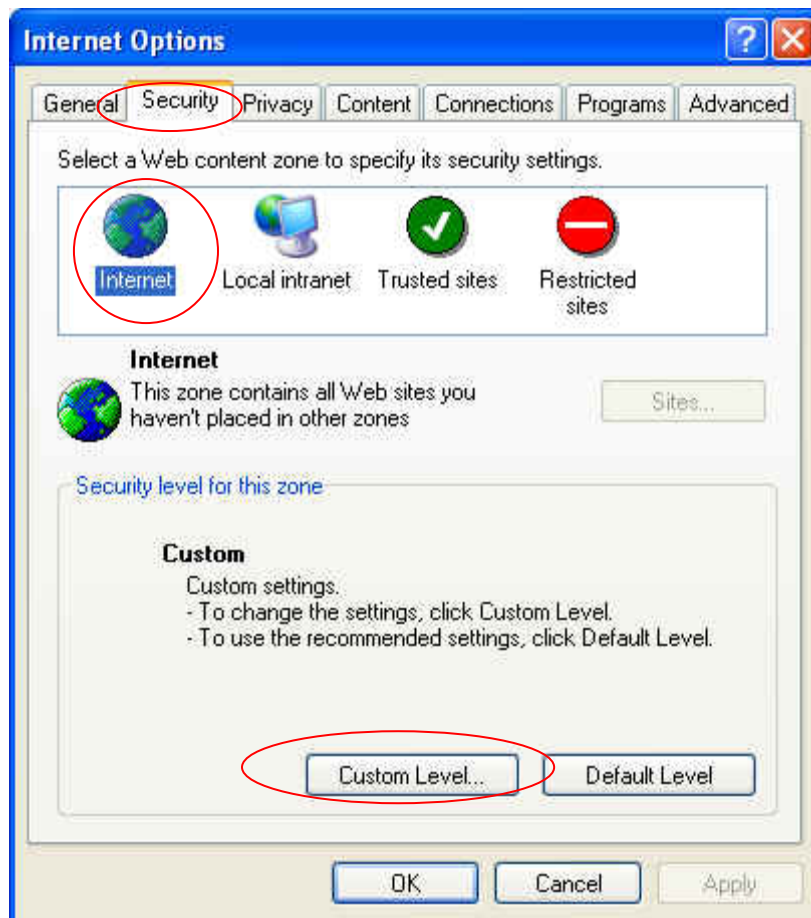 Internet Options
General Security Privacy Content Connections Programs Advanced
Select a Web content zone to specify its security settings.
Internet Local intranet Trusted sites Restricted
sites
Internet
This zone contains all Web sites you
haven't placed in other zones
Sites...
Security level for this zone
Custom
Custom settings.
- To change the settings, click Custom Level.
- To use the recommended settings, click Default Level.
Custom Level... Default Level
OK Cancel Apply